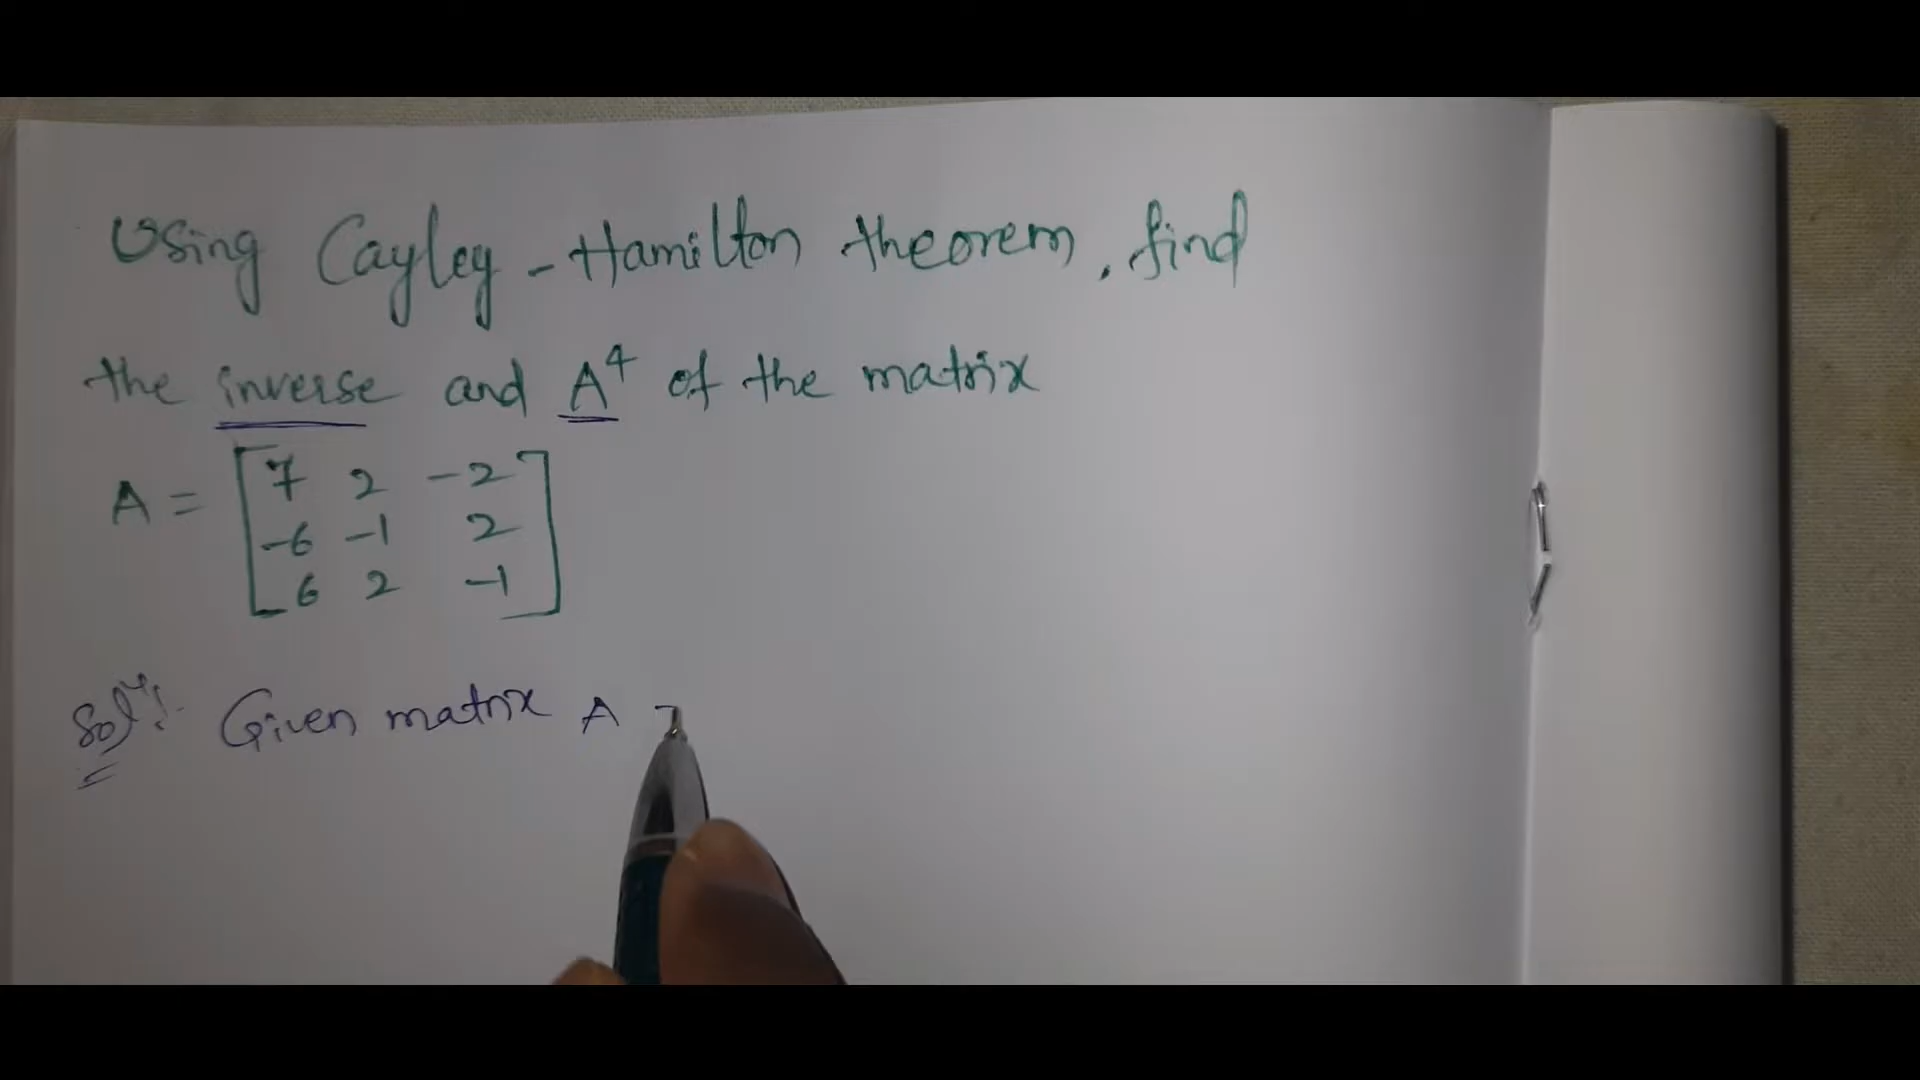 Using Cayley-Hamilton theorem, find
the inverse and A⁴ of the matrix
A = [7 2 -2
-6 -1 2
6 2 -1]
Solⁿ:- Given matrix A =